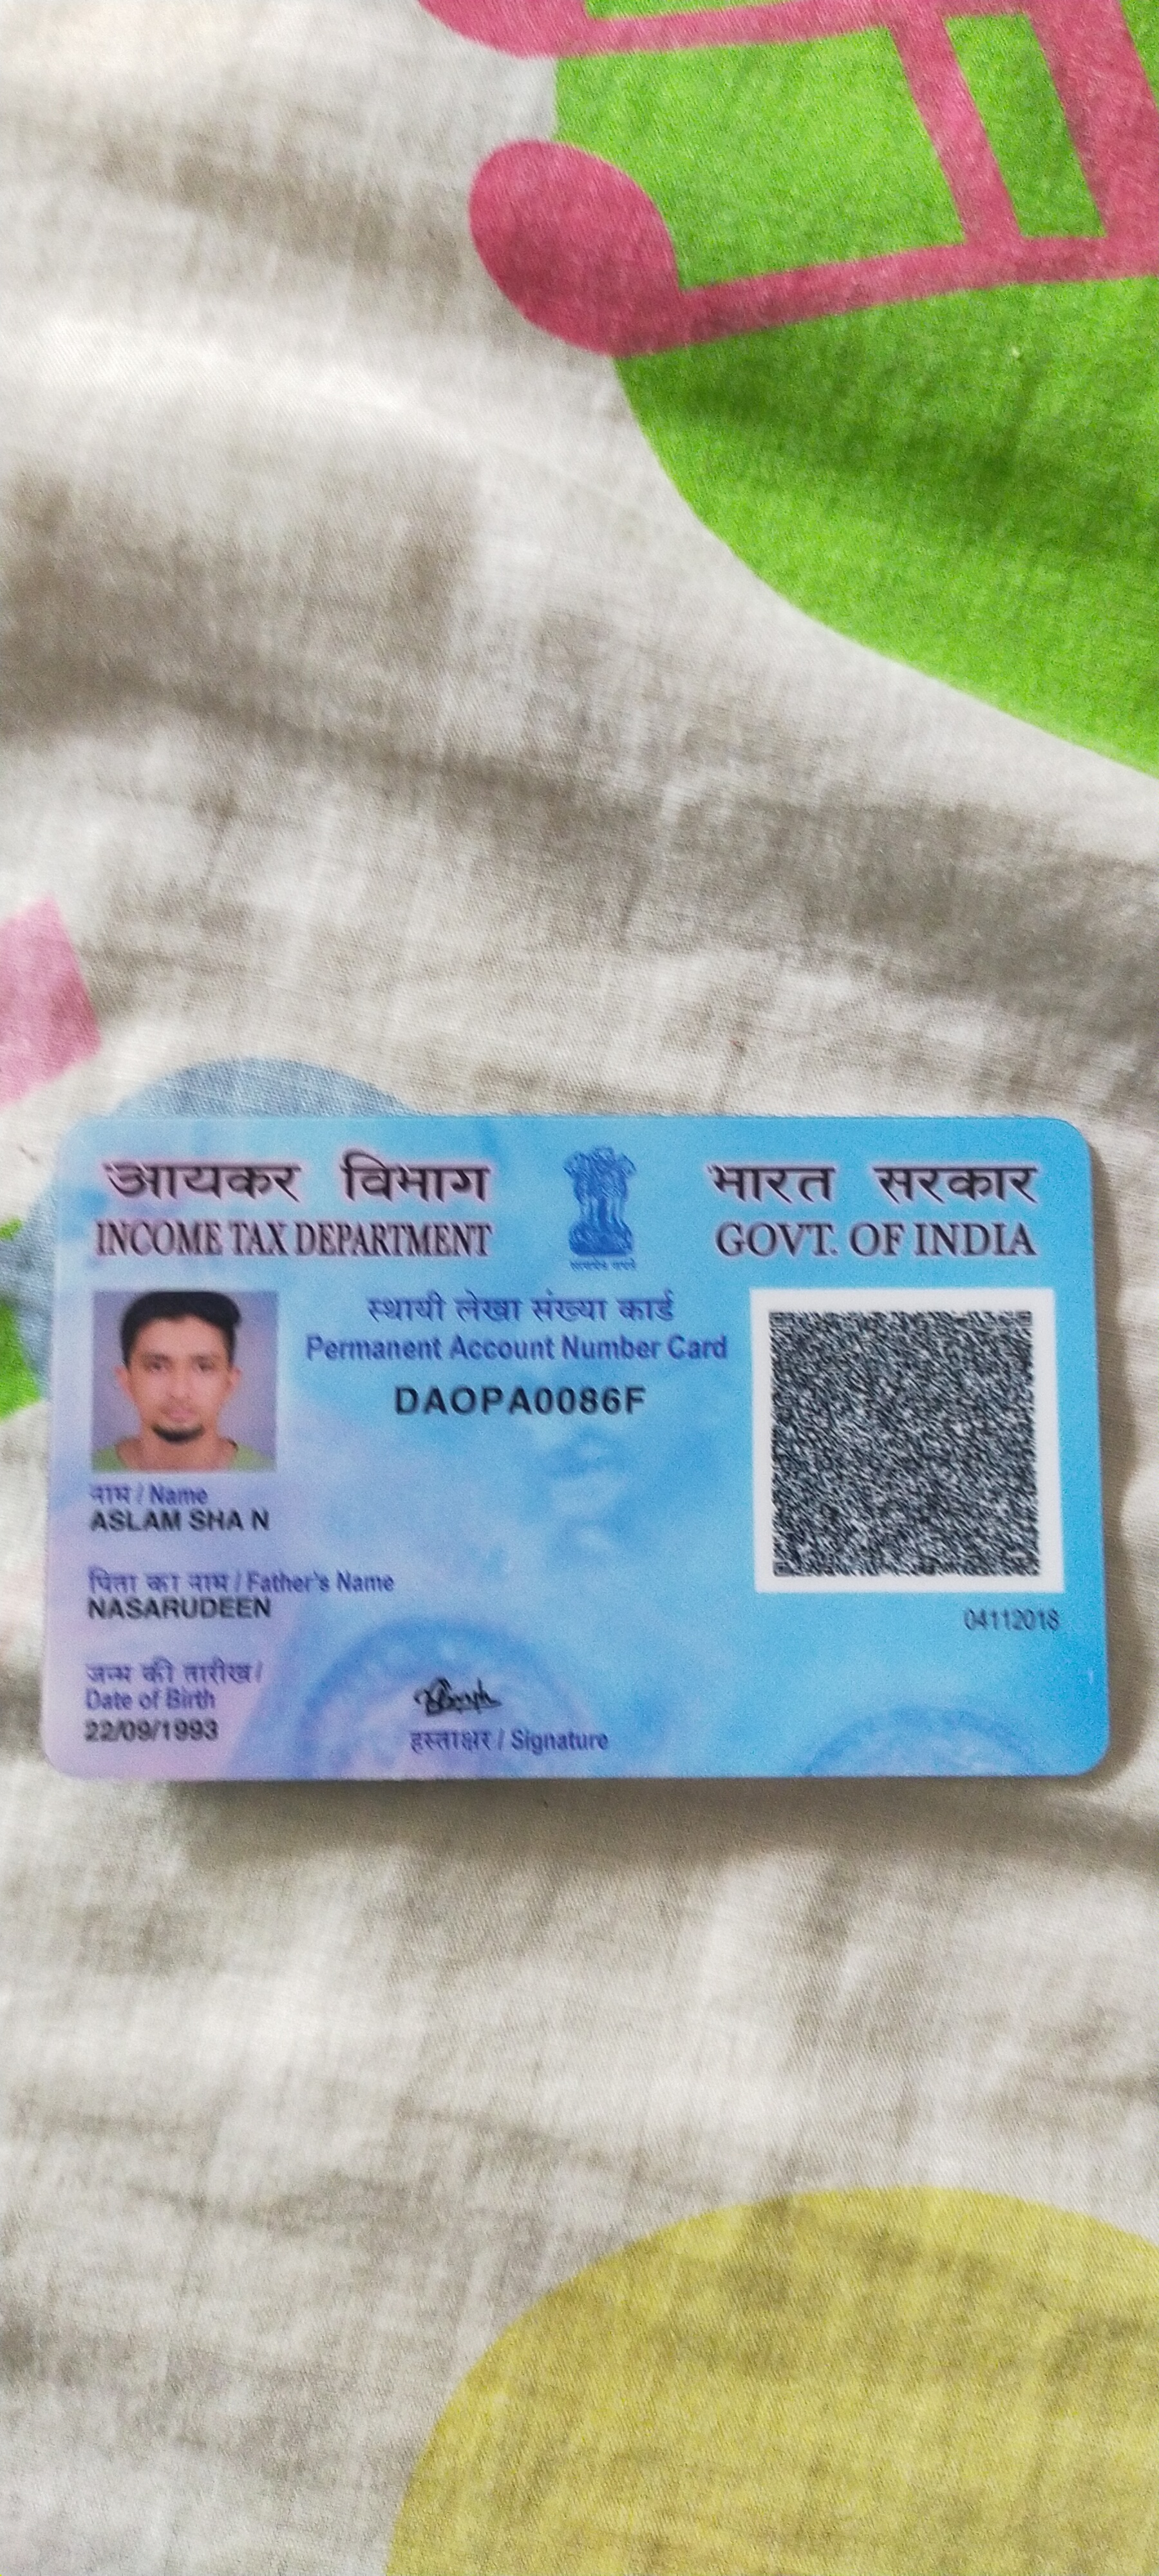 आयकर विभाग
INCOME TAX DEPARTMENT
भारत सरकार
GOVT. OF INDIA
सत्यमेव जयते
स्थायी लेखा संख्या कार्ड
Permanent Account Number Card
DAOPA0086F
नाम / Name
ASLAM SHA N
पिता का नाम / Father's Name
NASARUDEEN
जन्म की तारीख /
Date of Birth
22/09/1993
हस्ताक्षर / Signature
04112018